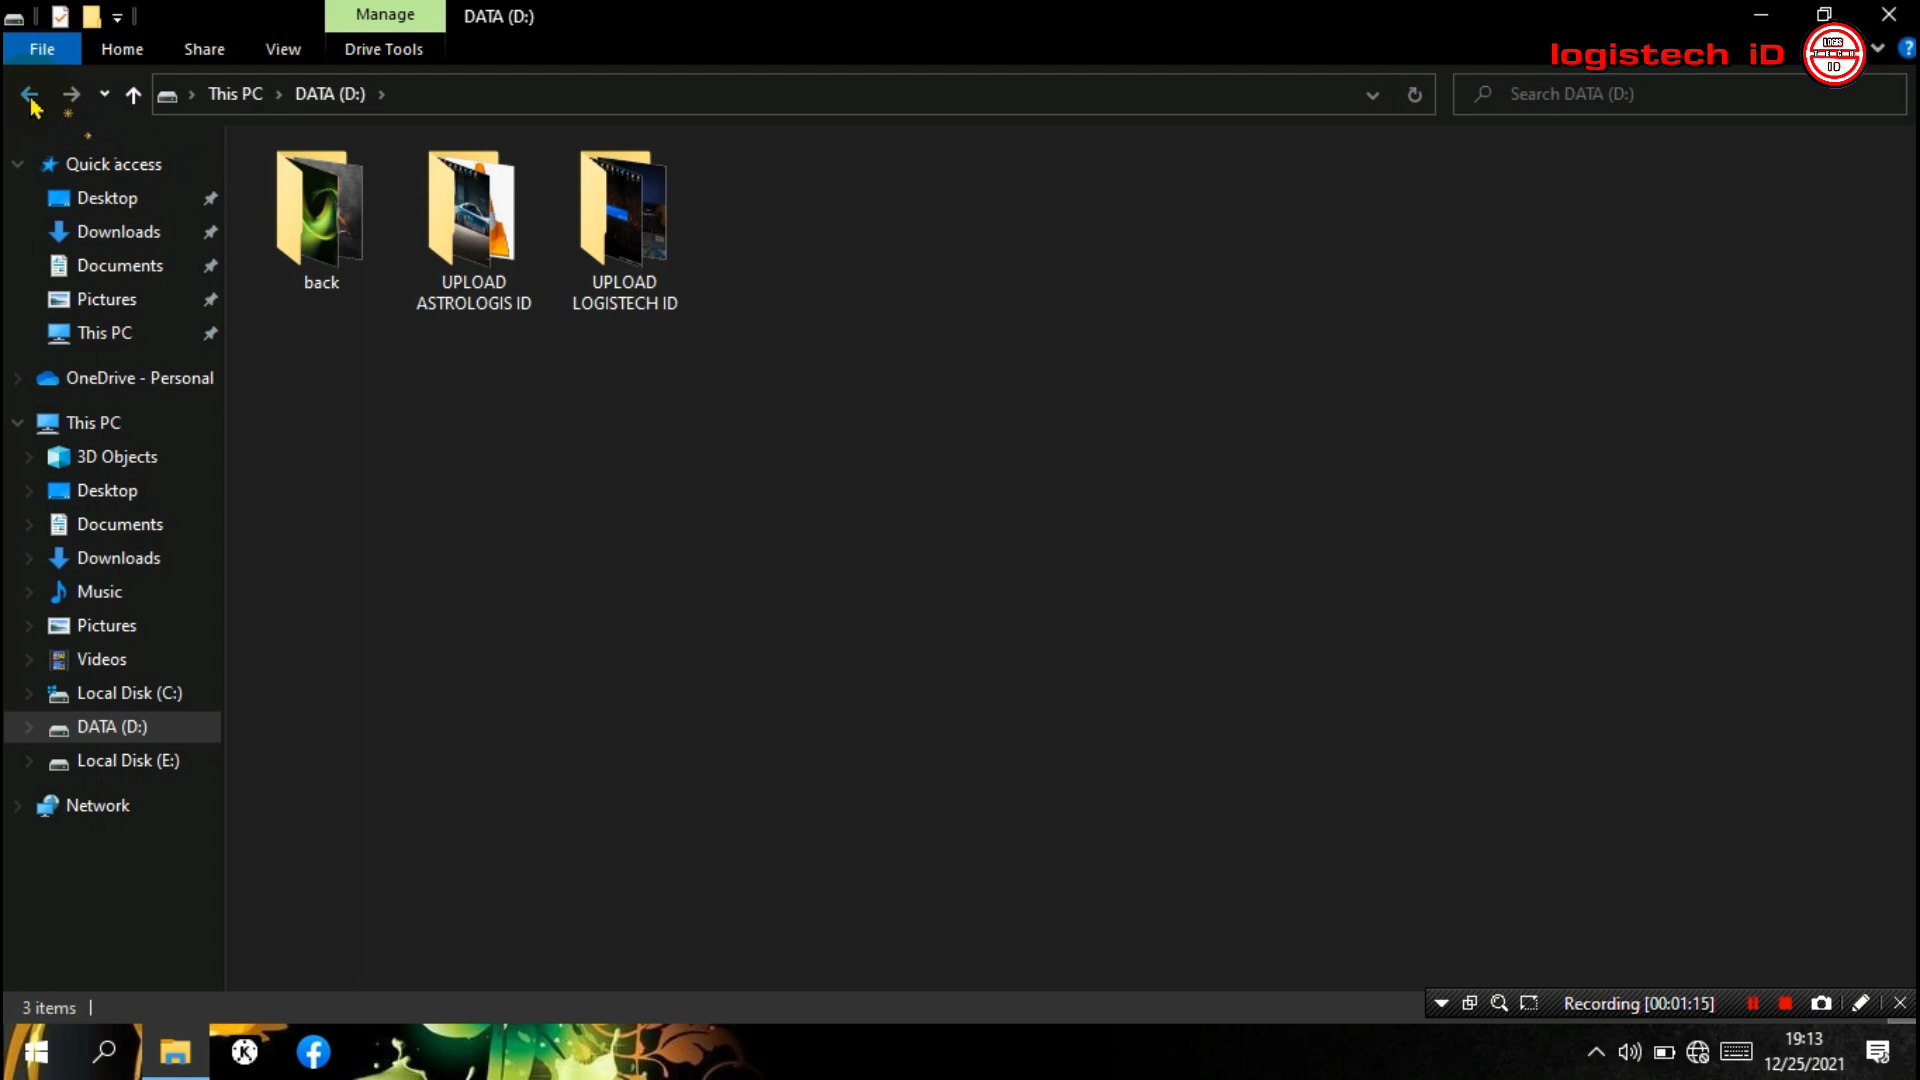 Manage
DATA (D:)
File
Home
Share
View
Drive Tools
logistech iD
LOGIS
TECH
ID
This PC
DATA (D:)
Search DATA (D:)
Quick access
Desktop
Downloads
Documents
Pictures
This PC
OneDrive - Personal
This PC
3D Objects
Desktop
Documents
Downloads
Music
Pictures
Videos
Local Disk (C:)
DATA (D:)
Local Disk (E:)
Network
back
UPLOAD
ASTROLOGIS ID
UPLOAD
LOGISTECH ID
3 items
Recording [00:01:15]
19:13
12/25/2021